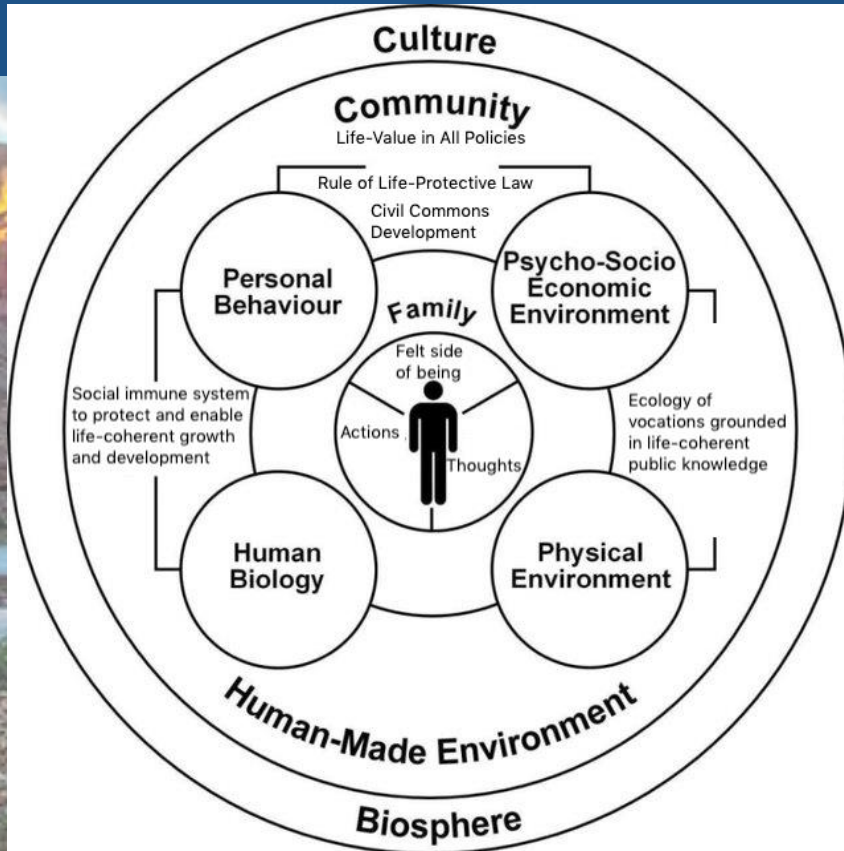 Culture
Community
Life-Value in All Policies
Rule of Life-Protective Law
Civil Commons
Development
Personal
Behaviour
Psycho-Socio
Economic
Environment
Family
Felt side
of being
Actions
Thoughts
Social immune system
to protect and enable
life-coherent growth
and development
Ecology of
vocations grounded
in life-coherent
public knowledge
Human
Biology
Physical
Environment
Human-Made Environment
Biosphere